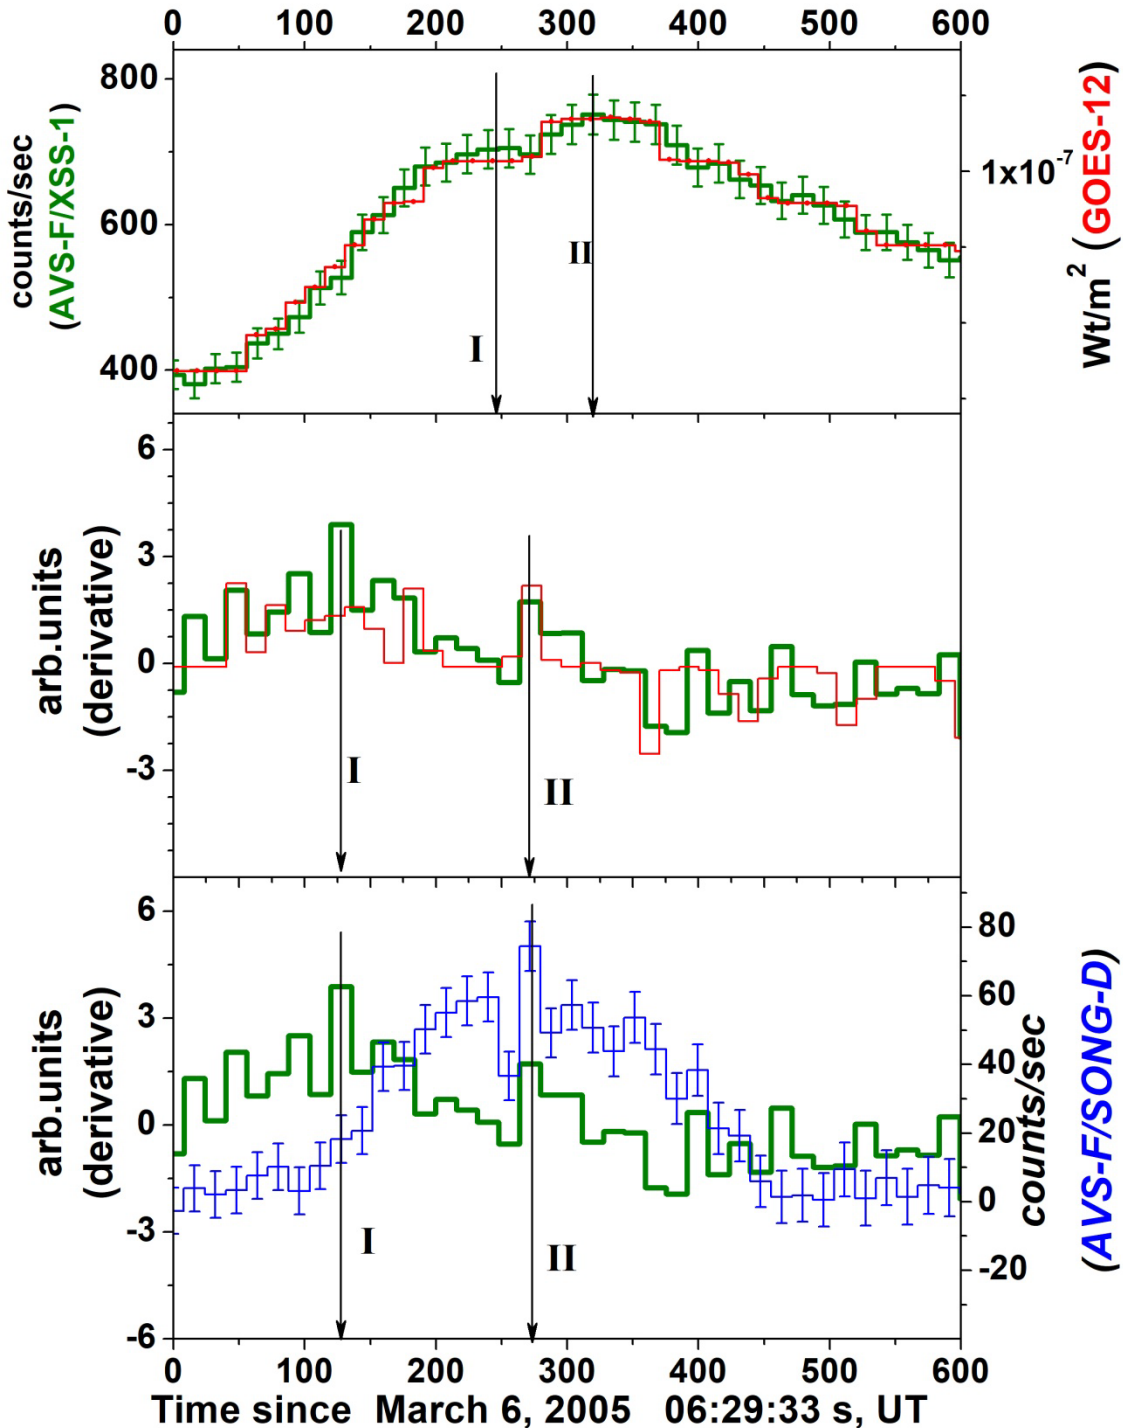 0 100 200 300 400 500 600
counts/sec
(AVS-F/XSS-1)
800
600
400
1x10⁻⁷
Wt/m² (GOES-12)
I
II
arb.units
(derivative)
6
3
0
-3
I
II
arb.units
(derivative)
6
3
0
-3
-6
80
60
40
20
0
-20
counts/sec
(AVS-F/SONG-D)
I
II
0 100 200 300 400 500 600
Time since March 6, 2005 06:29:33 s, UT